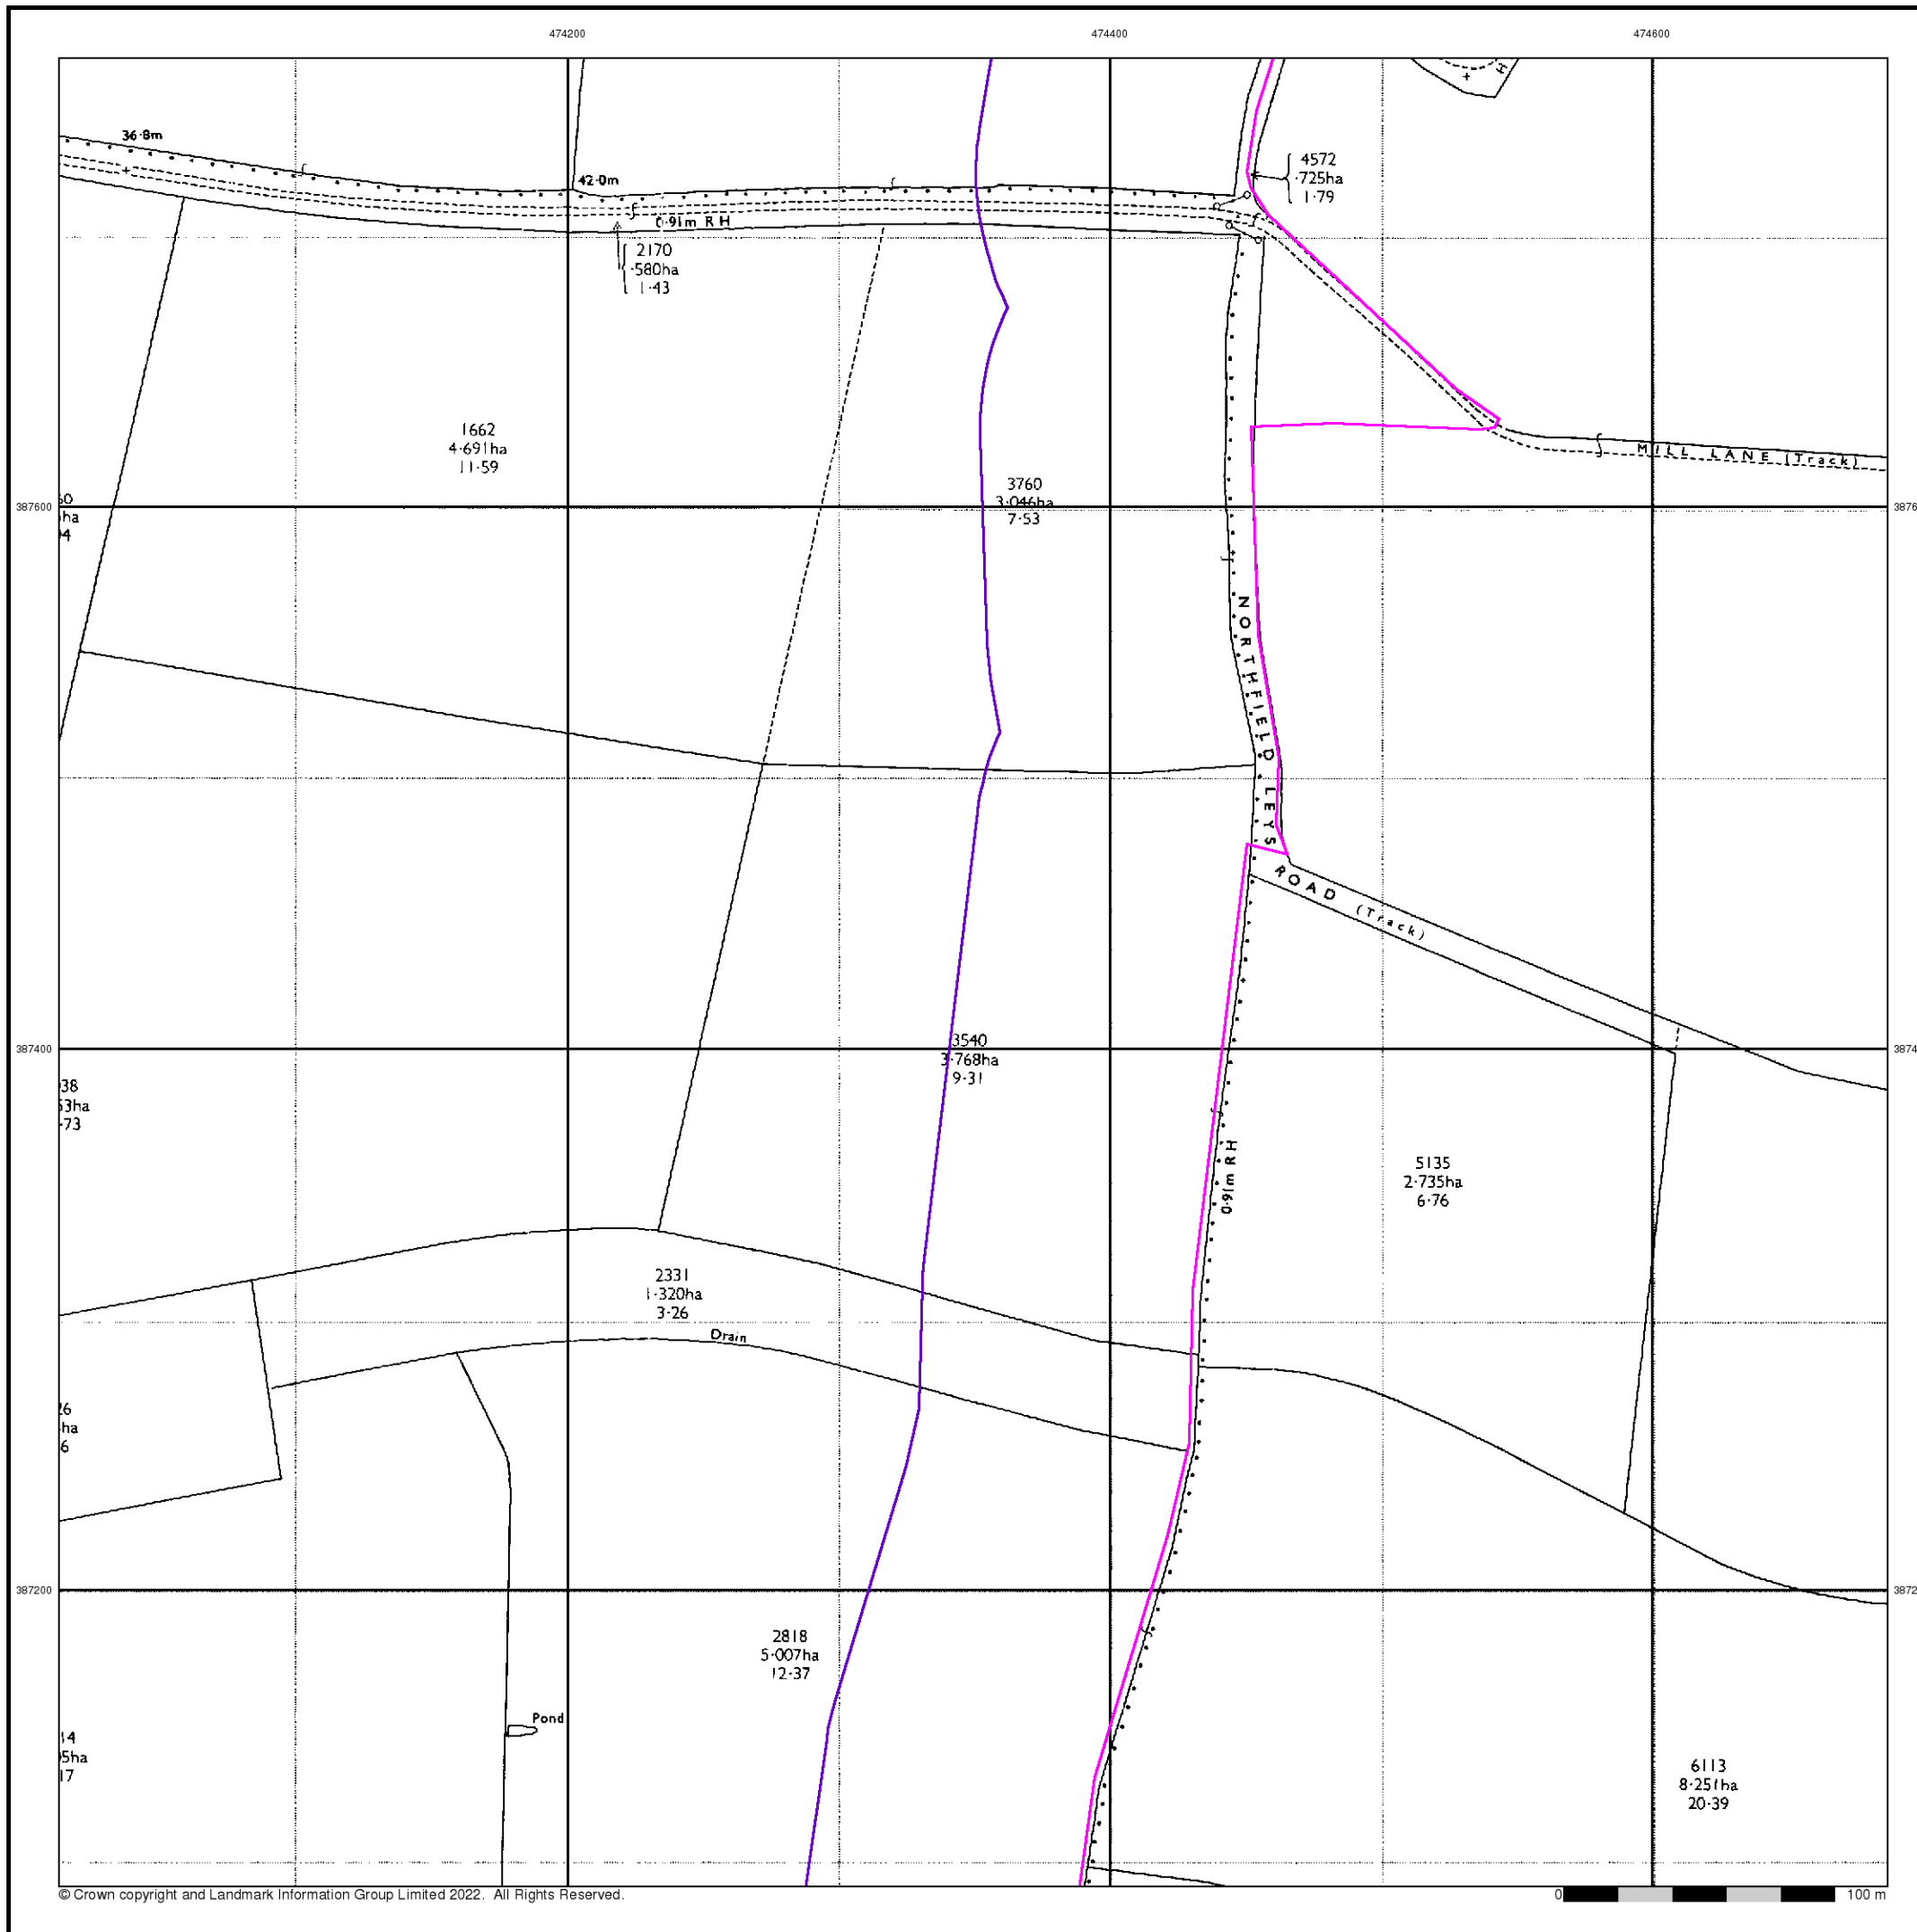 474200
474400
474600
36·8m
42·0m
0·91m RH
2170
·580ha
1·43
4572
·725ha
1·79
1662
4·691ha
11·59
3760
3·046ha
7·53
MILL LANE (Track)
387600
NORTHFIELD LEYS
ROAD (Track)
387400
3540
3·768ha
9·31
0·91m RH
5135
2·735ha
6·76
2331
1·320ha
3·26
Drain
387200
2818
5·007ha
12·37
Pond
6113
8·251ha
20·39
© Crown copyright and Landmark Information Group Limited 2022. All Rights Reserved.
0 100 m